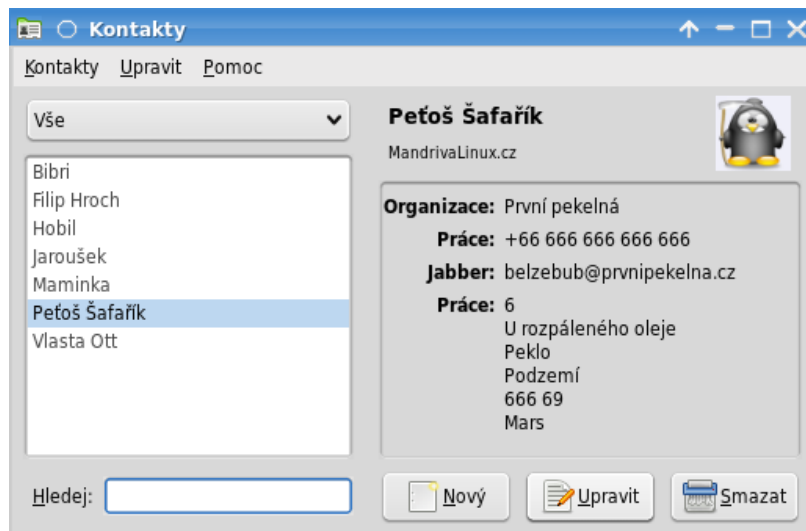 Kontakty
Kontakty Upravit Pomoc
Vše
Bibri
Filip Hroch
Hobil
Jaroušek
Maminka
Peťoš Šafařík
Vlasta Ott
Hledej:
Peťoš Šafařík
MandrivaLinux.cz
Organizace: První pekelná
Práce: +66 666 666 666 666
Jabber: belzebub@prvnipekelna.cz
Práce: 6
U rozpáleného oleje
Peklo
Podzemí
666 69
Mars
Nový Upravit Smazat